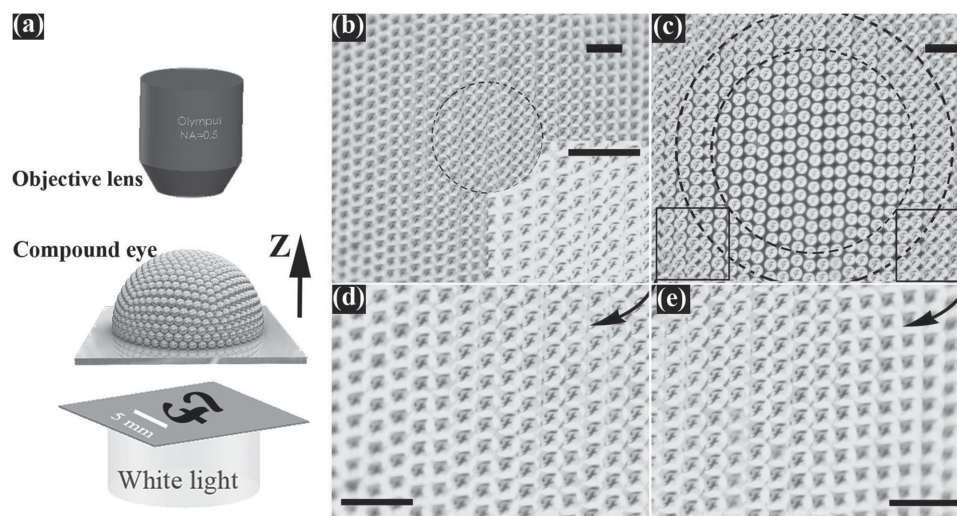 (a)
Olympus
NA=0.5
Objective lens
Compound eye
Z
5 mm
White light
(b)
(c)
(d)
(e)